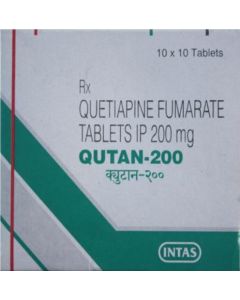 10 x 10 Tablets
Rx
QUETIAPINE FUMARATE
TABLETS IP 200 mg
QUTAN-200
क्युटान-२००
INTAS